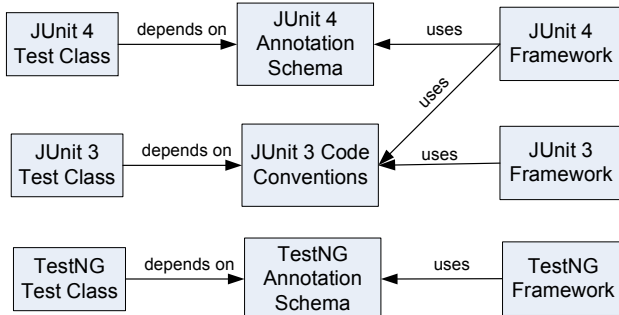 JUnit 4
Test Class
depends on
JUnit 4
Annotation
Schema
uses
JUnit 4
Framework
uses
JUnit 3
Test Class
depends on
JUnit 3 Code
Conventions
uses
JUnit 3
Framework
TestNG
Test Class
depends on
TestNG
Annotation
Schema
uses
TestNG
Framework